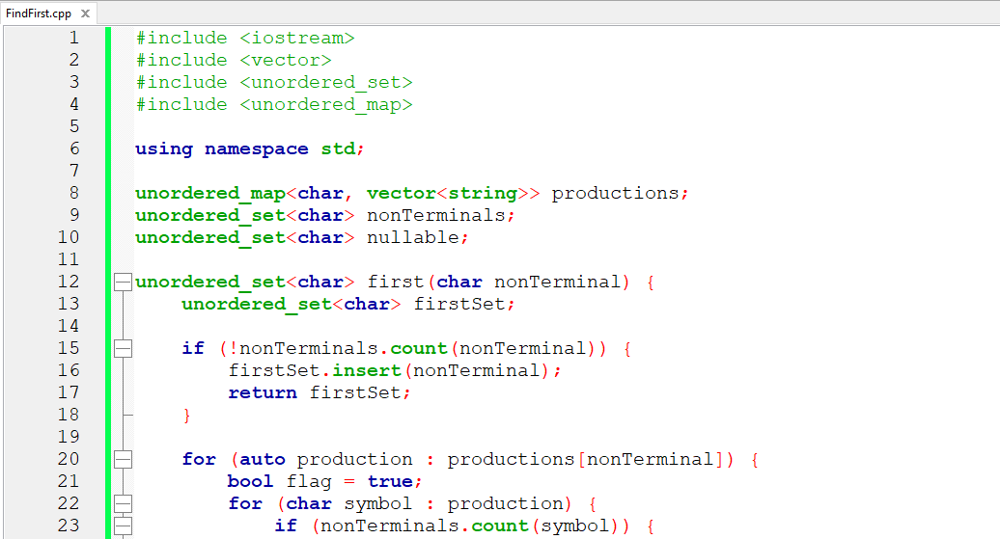 FindFirst.cpp ×
1 #include <iostream>
2 #include <vector>
3 #include <unordered_set>
4 #include <unordered_map>
5
6 using namespace std;
7
8 unordered_map<char, vector<string>> productions;
9 unordered_set<char> nonTerminals;
10 unordered_set<char> nullable;
11
12 unordered_set<char> first(char nonTerminal) {
13     unordered_set<char> firstSet;
14
15     if (!nonTerminals.count(nonTerminal)) {
16         firstSet.insert(nonTerminal);
17         return firstSet;
18     }
19
20     for (auto production : productions[nonTerminal]) {
21         bool flag = true;
22         for (char symbol : production) {
23             if (nonTerminals.count(symbol)) {